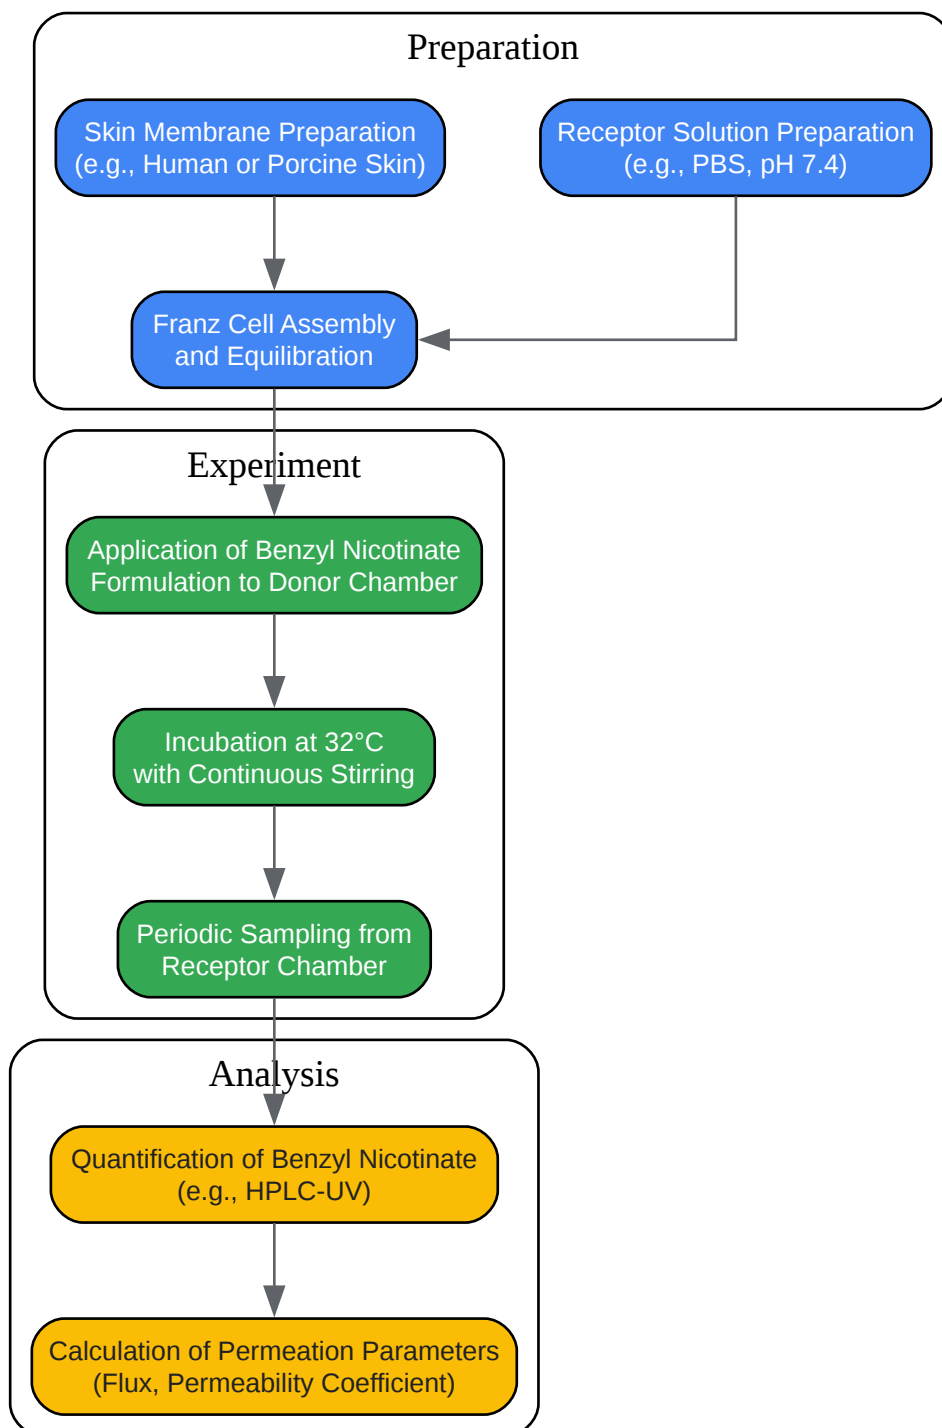 Preparation
Skin Membrane Preparation
(e.g., Human or Porcine Skin)
Receptor Solution Preparation
(e.g., PBS, pH 7.4)
Franz Cell Assembly
and Equilibration
Experiment
Application of Benzyl Nicotinate
Formulation to Donor Chamber
Incubation at 32°C
with Continuous Stirring
Periodic Sampling from
Receptor Chamber
Analysis
Quantification of Benzyl Nicotinate
(e.g., HPLC-UV)
Calculation of Permeation Parameters
(Flux, Permeability Coefficient)